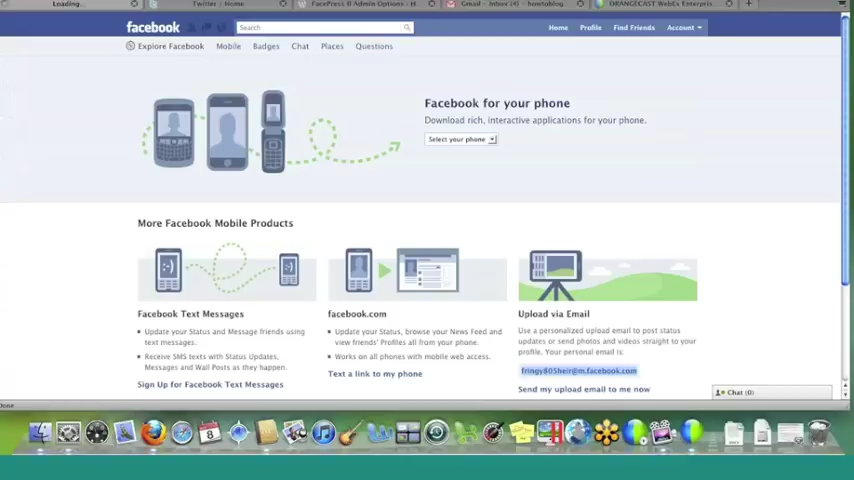 Loading...
Twitter / Home
FacePress II Admin Options
Gmail - Inbox (4) - howtoblog
ORANGECAST WebEx Enterpris...
facebook
Search
Home Profile Find Friends Account
Explore Facebook Mobile Badges Chat Places Questions
Facebook for your phone
Download rich, interactive applications for your phone.
Select your phone
More Facebook Mobile Products
Facebook Text Messages
Update your Status and Message friends using
text messages.
Receive SMS texts with Status Updates,
Messages and Wall Posts as they happen.
Sign Up for Facebook Text Messages
facebook.com
Update your Status, browse your News Feed and
view friends' Profiles all from your phone.
Works on all phones with mobile web access.
Text a link to my phone
Upload via Email
Use a personalized upload email to post status
updates or send photos and videos straight to your
profile. Your personal email is:
fringy805heir@m.facebook.com
Send my upload email to me now
Chat (0)
Done
8